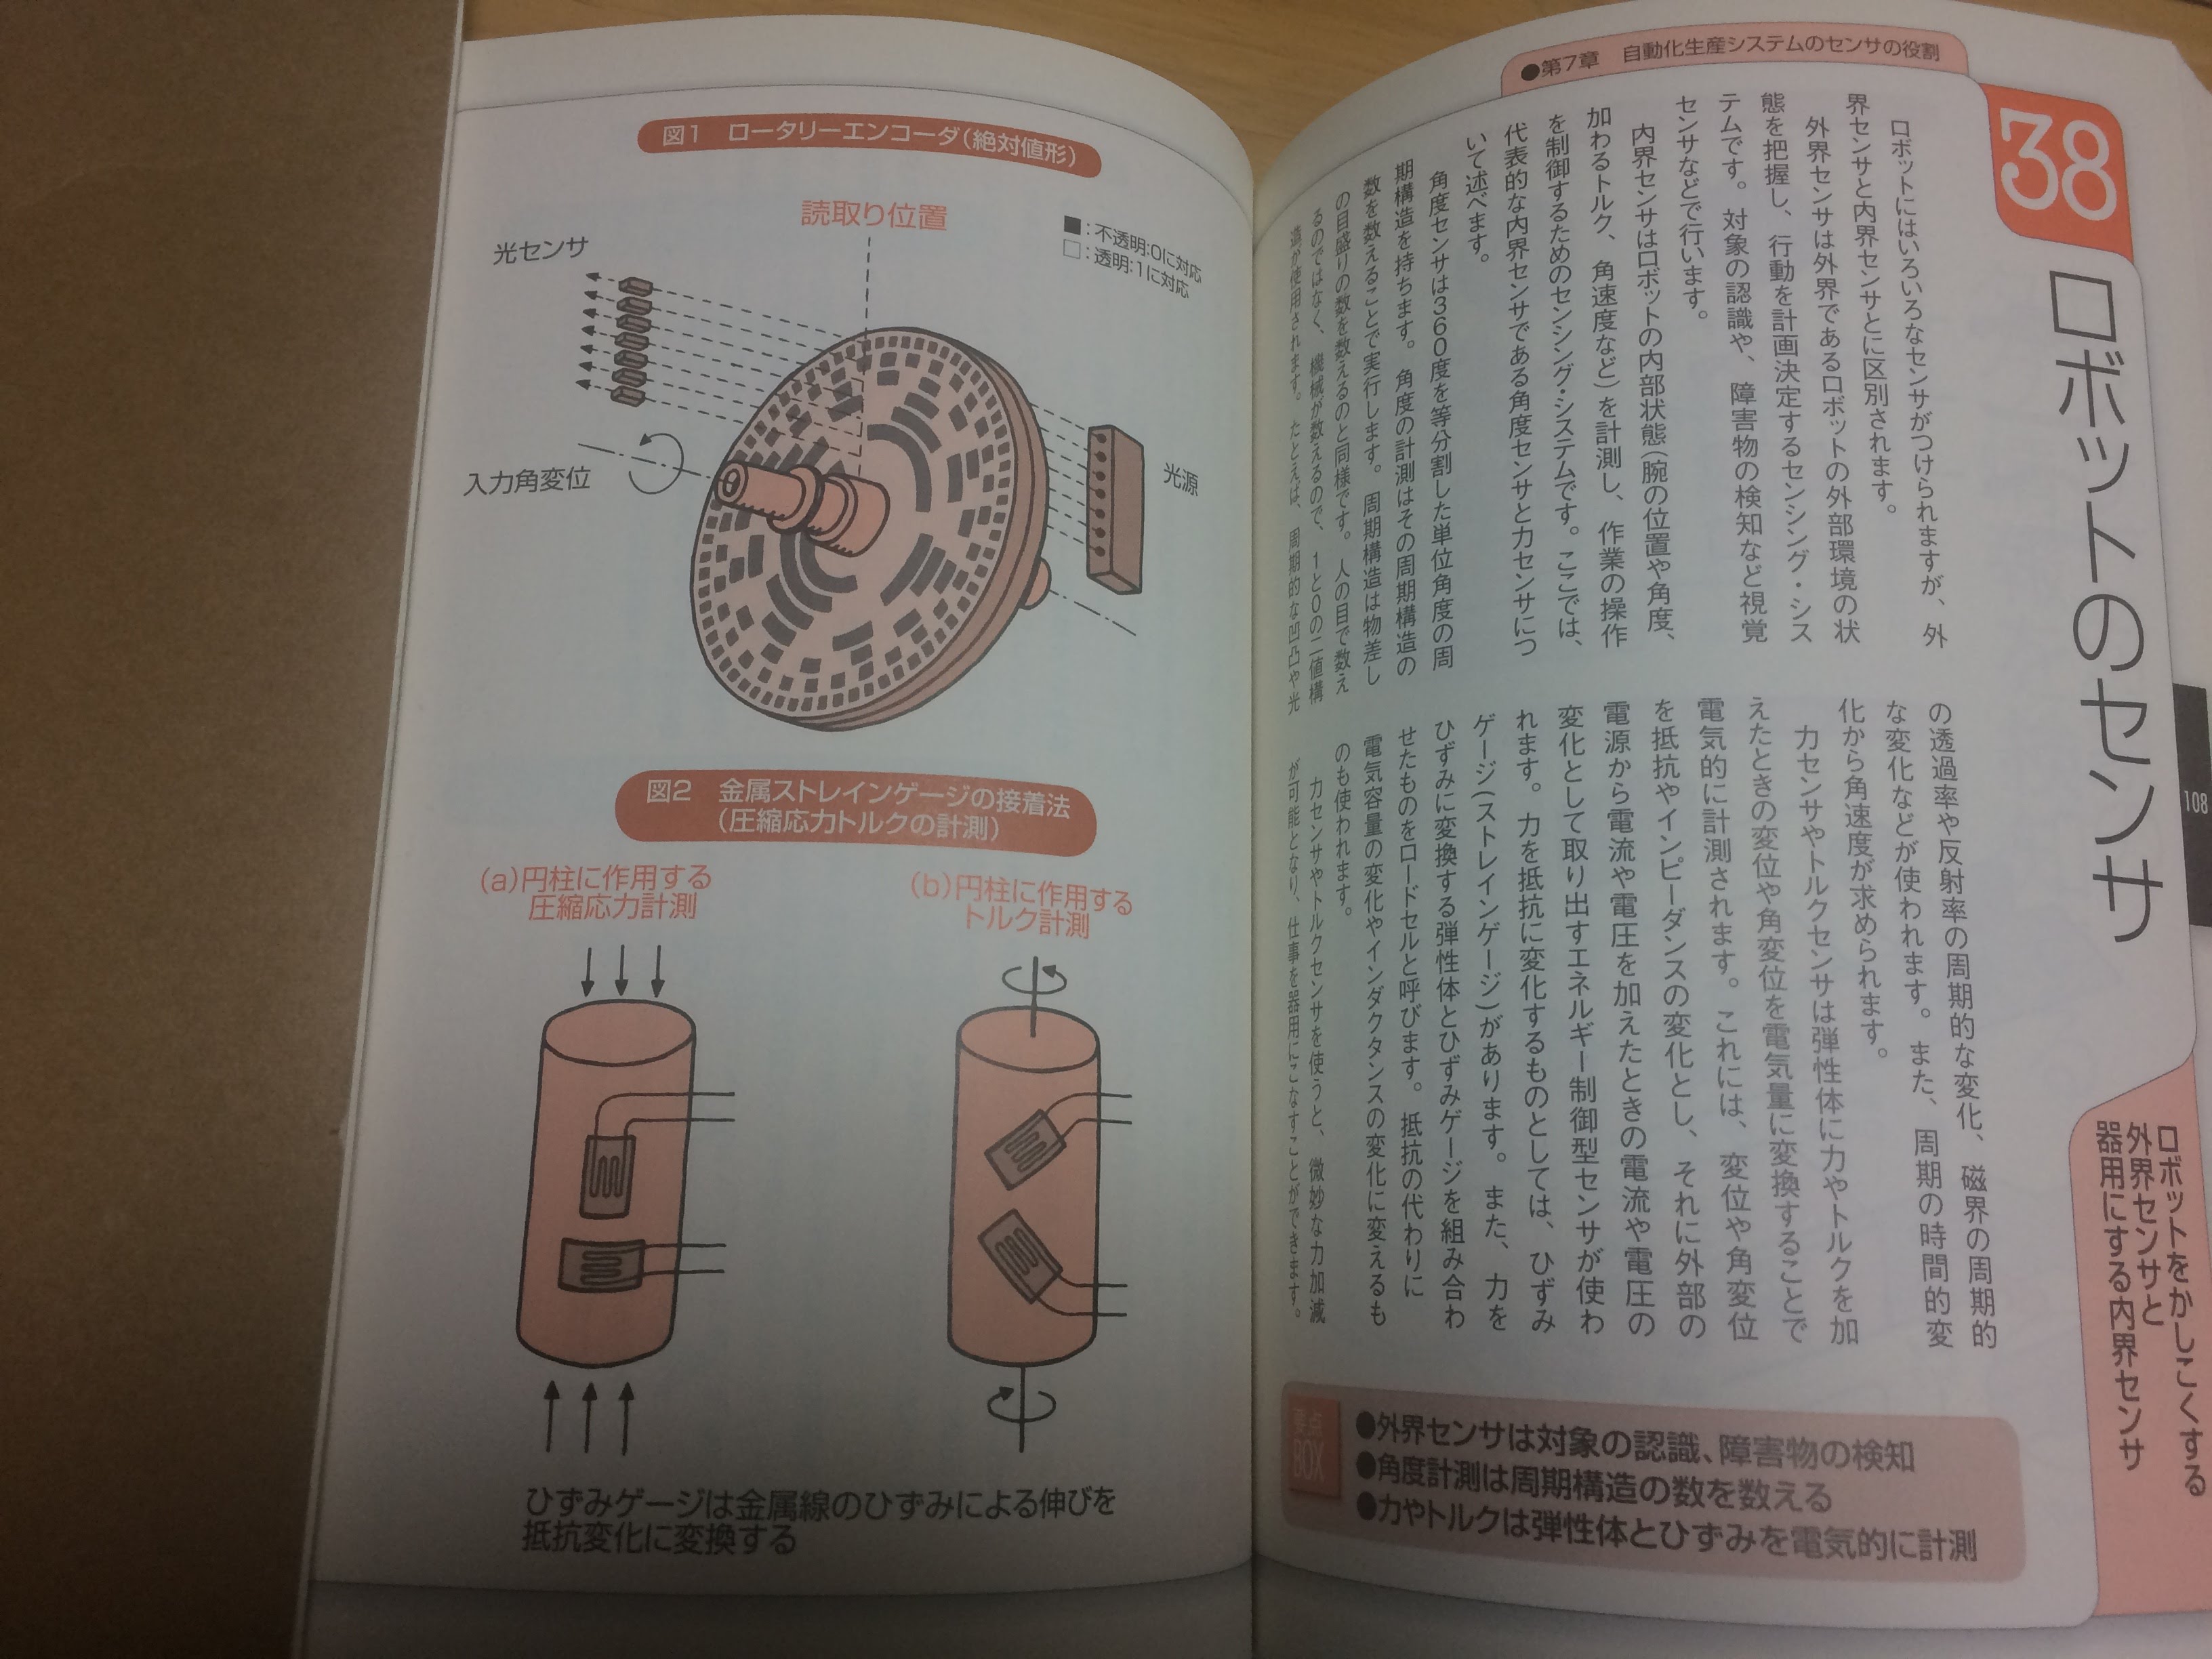 ●第7章 自動化生産システムのセンサの役割
38
ロボットのセンサ
ロボットをかしこくする
外界センサと
器用にする内界センサ
108
ロボットにはいろいろなセンサがつけられますが、外
界センサと内界センサとに区別されます。
外界センサは外界であるロボットの外部環境の状
態を把握し、行動を計画決定するセンシング・シス
テムです。対象の認識や、障害物の検知など視覚
センサなどで行います。
内界センサはロボットの内部状態(腕の位置や角度、
加わるトルク、角速度など)を計測し、作業の操作
を制御するためのセンシング・システムです。ここでは、
代表的な内界センサである角度センサと力センサにつ
いて述べます。
角度センサは360度を等分割した単位角度の周
期構造を持ちます。角度の計測はその周期構造の
数を数えることで実行します。周期構造は物差し
の目盛りの数を数えるのと同様です。人の目で数え
るのではなく、機械が数えるので、1と0の二値構
造が使用されます。たとえば、周期的な凹凸や光
の透過率や反射率の周期的な変化、磁界の周期的
な変化などが使われます。また、周期の時間的変
化から角速度が求められます。
力センサやトルクセンサは弾性体に力やトルクを加
えたときの変位や角変位を電気量に変換することで
電気的に計測されます。これには、変位や角変位
を抵抗やインピーダンスの変化とし、それに外部の
電源から電流や電圧を加えたときの電流や電圧の
変化として取り出すエネルギー制御型センサが使わ
れます。力を抵抗に変化するものとしては、ひずみ
ゲージ(ストレインゲージ)があります。また、力を
ひずみに変換する弾性体とひずみゲージを組み合わ
せたものをロードセルと呼びます。抵抗の代わりに
電気容量の変化やインダクタンスの変化に変えるも
のも使われます。
力センサやトルクセンサを使うと、微妙な力加減
が可能となり、仕事を器用にこなすことができます。
要点
BOX
●外界センサは対象の認識、障害物の検知
●角度計測は周期構造の数を数える
●力やトルクは弾性体とひずみを電気的に計測
図1 ロータリーエンコーダ(絶対値形)
読取り位置
■:不透明:0に対応
□:透明:1に対応
光センサ
入力角変位
光源
図2 金属ストレインゲージの接着法
(圧縮応力トルクの計測)
(a)円柱に作用する
圧縮応力計測
(b)円柱に作用する
トルク計測
ひずみゲージは金属線のひずみによる伸びを
抵抗変化に変換する